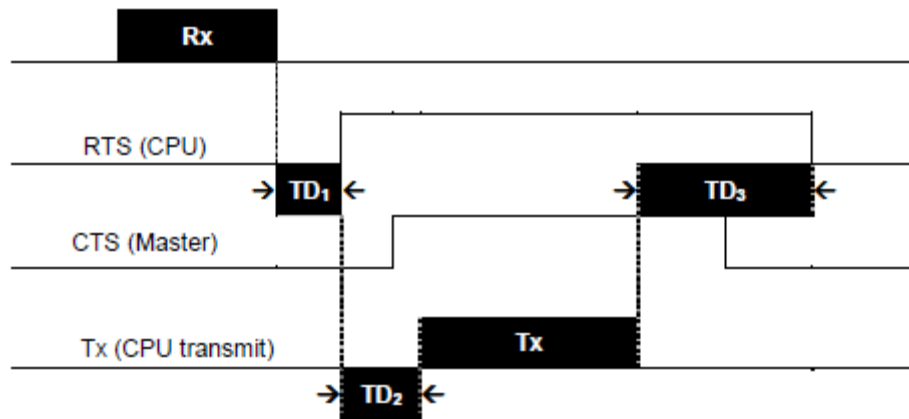 Rx
RTS (CPU)
TD₁
TD₃
CTS (Master)
Tx (CPU transmit)
Tx
TD₂